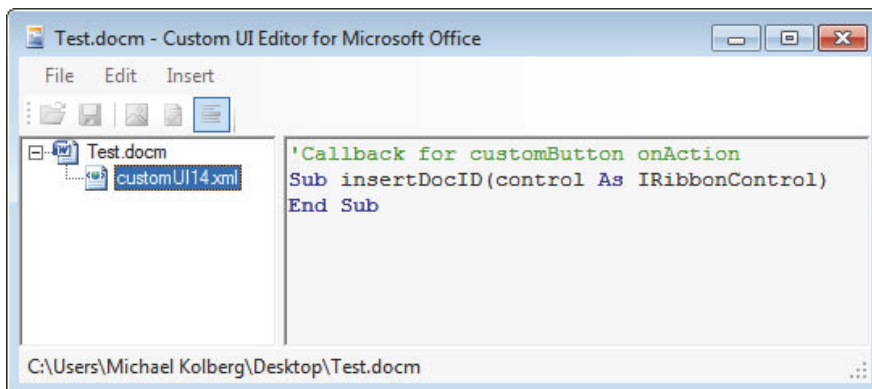 Test.docm - Custom UI Editor for Microsoft Office
File Edit Insert
Test.docm
customUI14.xml
'Callback for customButton onAction
Sub insertDocID(control As IRibbonControl)
End Sub
C:\Users\Michael Kolberg\Desktop\Test.docm